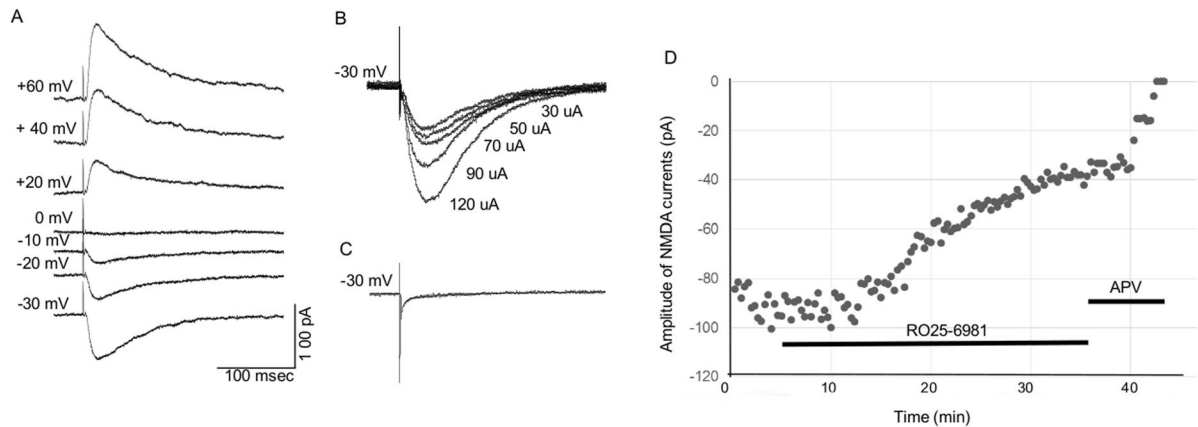 A
+60 mV
+ 40 mV
+20 mV
0 mV
-10 mV
-20 mV
-30 mV
1 00 pA
100 msec
B
-30 mV
30 uA
50 uA
70 uA
90 uA
120 uA
C
-30 mV
D
Amplitude of NMDA currents (pA)
0
-20
-40
-60
-80
-100
-120
APV
RO25-6981
0
10
20
30
40
Time (min)